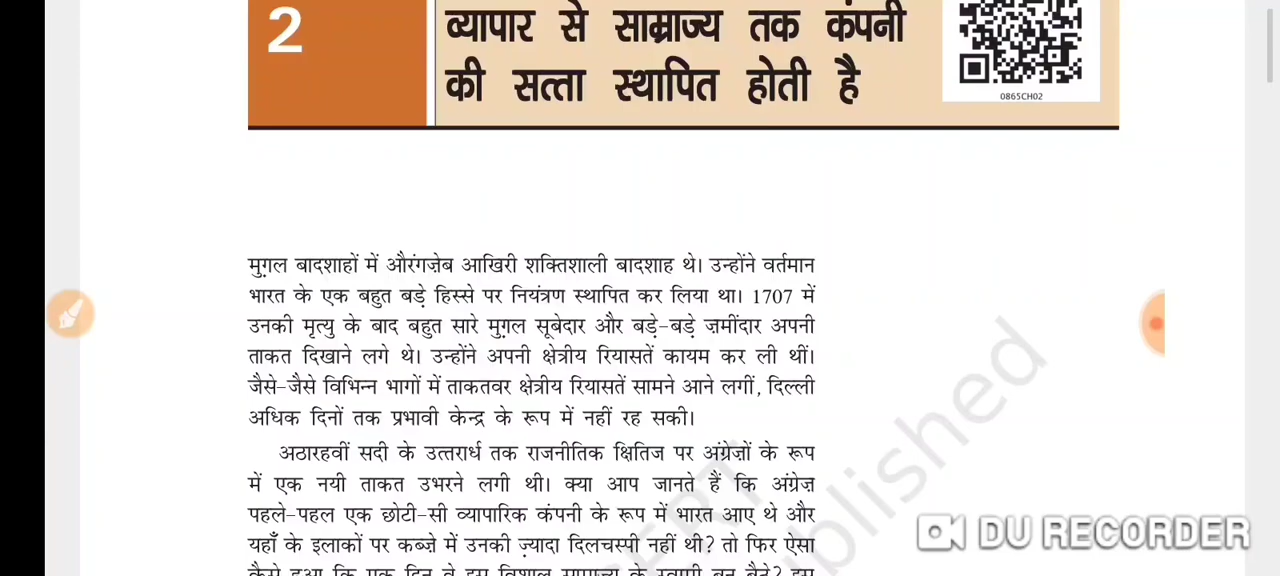 2
व्यापार से साम्राज्य तक कंपनी
की सत्ता स्थापित होती है
0865CH02
मुग़ल बादशाहों में औरंगज़ेब आखिरी शक्तिशाली बादशाह थे। उन्होंने वर्तमान
भारत के एक बहुत बड़े हिस्से पर नियंत्रण स्थापित कर लिया था। 1707 में
उनकी मृत्यु के बाद बहुत सारे मुग़ल सूबेदार और बड़े-बड़े ज़मींदार अपनी
ताकत दिखाने लगे थे। उन्होंने अपनी क्षेत्रीय रियासतें कायम कर ली थीं।
जैसे-जैसे विभिन्न भागों में ताकतवर क्षेत्रीय रियासतें सामने आने लगीं, दिल्ली
अधिक दिनों तक प्रभावी केन्द्र के रूप में नहीं रह सकी।
अठारहवीं सदी के उत्तरार्ध तक राजनीतिक क्षितिज पर अंग्रेज़ों के रूप
में एक नयी ताकत उभरने लगी थी। क्या आप जानते हैं कि अंग्रेज़
पहले-पहल एक छोटी-सी व्यापारिक कंपनी के रूप में भारत आए थे और
यहाँ के इलाकों पर कब्ज़े में उनकी ज़्यादा दिलचस्पी नहीं थी? तो फिर ऐसा
कैसे हुआ कि एक दिन वे इस विशाल साम्राज्य के स्वामी बन बैठे? इस
DU RECORDER